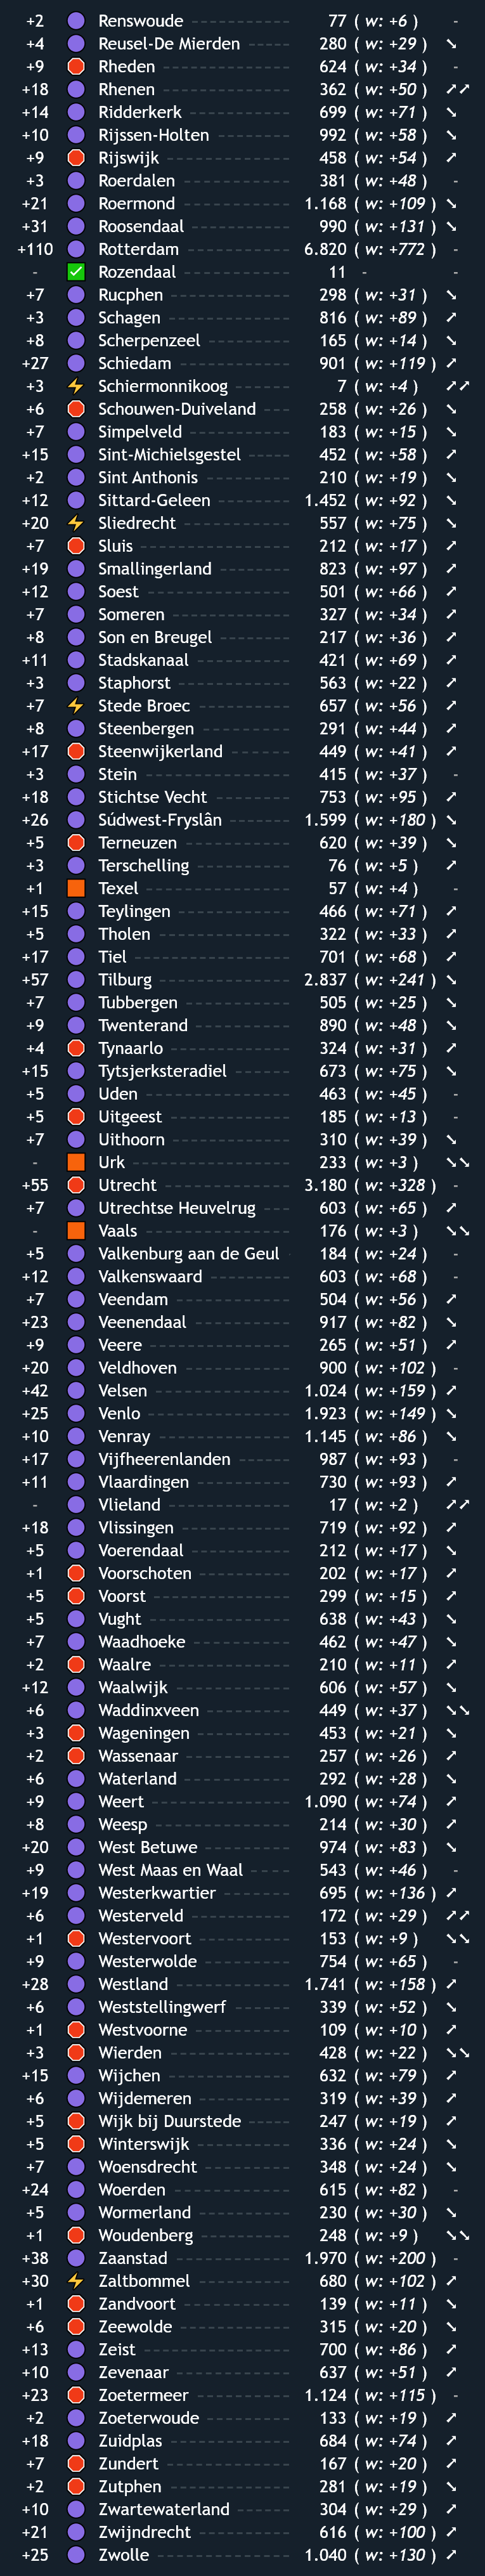 +2 Renswoude 77 ( w: +6 ) -
+4 Reusel-De Mierden 280 ( w: +29 ) ➘
+9 Rheden 624 ( w: +34 ) -
+18 Rhenen 362 ( w: +50 ) ➚➚
+14 Ridderkerk 699 ( w: +71 ) ➘
+10 Rijssen-Holten 992 ( w: +58 ) ➘
+9 Rijswijk 458 ( w: +54 ) ➚
+3 Roerdalen 381 ( w: +48 ) -
+21 Roermond 1.168 ( w: +109 ) ➘
+31 Roosendaal 990 ( w: +131 ) ➘
+110 Rotterdam 6.820 ( w: +772 ) -
- Rozendaal 11 - -
+7 Rucphen 298 ( w: +31 ) ➘
+3 Schagen 816 ( w: +89 ) ➚
+8 Scherpenzeel 165 ( w: +14 ) ➘
+27 Schiedam 901 ( w: +119 ) ➚
+3 Schiermonnikoog 7 ( w: +4 ) ➚➚
+6 Schouwen-Duiveland 258 ( w: +26 ) ➘
+7 Simpelveld 183 ( w: +15 ) ➘
+15 Sint-Michielsgestel 452 ( w: +58 ) ➚
+2 Sint Anthonis 210 ( w: +19 ) ➘
+12 Sittard-Geleen 1.452 ( w: +92 ) ➘
+20 Sliedrecht 557 ( w: +75 ) ➘
+7 Sluis 212 ( w: +17 ) ➚
+19 Smallingerland 823 ( w: +97 ) ➚
+12 Soest 501 ( w: +66 ) ➚
+7 Someren 327 ( w: +34 ) ➚
+8 Son en Breugel 217 ( w: +36 ) ➚
+11 Stadskanaal 421 ( w: +69 ) ➚
+3 Staphorst 563 ( w: +22 ) ➚
+7 Stede Broec 657 ( w: +56 ) ➚
+8 Steenbergen 291 ( w: +44 ) ➚
+17 Steenwijkerland 449 ( w: +41 ) ➚
+3 Stein 415 ( w: +37 ) -
+18 Stichtse Vecht 753 ( w: +95 ) ➚
+26 Súdwest-Fryslân 1.599 ( w: +180 ) ➘
+5 Terneuzen 620 ( w: +39 ) ➘
+3 Terschelling 76 ( w: +5 ) ➚
+1 Texel 57 ( w: +4 ) -
+15 Teylingen 466 ( w: +71 ) ➚
+5 Tholen 322 ( w: +33 ) ➚
+17 Tiel 701 ( w: +68 ) ➚
+57 Tilburg 2.837 ( w: +241 ) ➘
+7 Tubbergen 505 ( w: +25 ) ➘
+9 Twenterand 890 ( w: +48 ) ➘
+4 Tynaarlo 324 ( w: +31 ) ➚
+15 Tytsjerksteradiel 673 ( w: +75 ) ➘
+5 Uden 463 ( w: +45 ) -
+5 Uitgeest 185 ( w: +13 ) -
+7 Uithoorn 310 ( w: +39 ) ➘
- Urk 233 ( w: +3 ) ➘➘
+55 Utrecht 3.180 ( w: +328 ) -
+7 Utrechtse Heuvelrug 603 ( w: +65 ) ➚
- Vaals 176 ( w: +3 ) ➘➘
+5 Valkenburg aan de Geul 184 ( w: +24 ) -
+12 Valkenswaard 603 ( w: +68 ) -
+7 Veendam 504 ( w: +56 ) ➚
+23 Veenendaal 917 ( w: +82 ) ➘
+9 Veere 265 ( w: +51 ) ➚
+20 Veldhoven 900 ( w: +102 ) -
+42 Velsen 1.024 ( w: +159 ) ➚
+25 Venlo 1.923 ( w: +149 ) ➘
+10 Venray 1.145 ( w: +86 ) ➘
+17 Vijfheerenlanden 987 ( w: +93 ) -
+11 Vlaardingen 730 ( w: +93 ) ➚
- Vlieland 17 ( w: +2 ) ➚➚
+18 Vlissingen 719 ( w: +92 ) ➚
+5 Voerendaal 212 ( w: +17 ) ➘
+1 Voorschoten 202 ( w: +17 ) ➚
+5 Voorst 299 ( w: +15 ) ➚
+5 Vught 638 ( w: +43 ) ➘
+7 Waadhoeke 462 ( w: +47 ) ➘
+2 Waalre 210 ( w: +11 ) ➚
+12 Waalwijk 606 ( w: +57 ) ➘
+6 Waddinxveen 449 ( w: +37 ) ➘➘
+3 Wageningen 453 ( w: +21 ) ➘
+2 Wassenaar 257 ( w: +26 ) ➚
+6 Waterland 292 ( w: +28 ) ➘
+9 Weert 1.090 ( w: +74 ) ➚
+8 Weesp 214 ( w: +30 ) ➚
+20 West Betuwe 974 ( w: +83 ) ➘
+9 West Maas en Waal 543 ( w: +46 ) -
+19 Westerkwartier 695 ( w: +136 ) ➚
+6 Westerveld 172 ( w: +29 ) ➚➚
+1 Westervoort 153 ( w: +9 ) ➘➘
+9 Westerwolde 754 ( w: +65 ) -
+28 Westland 1.741 ( w: +158 ) ➚
+6 Weststellingwerf 339 ( w: +52 ) ➘
+1 Westvoorne 109 ( w: +10 ) ➚
+3 Wierden 428 ( w: +22 ) ➘➘
+15 Wijchen 632 ( w: +79 ) ➚
+6 Wijdemeren 319 ( w: +39 ) ➚
+5 Wijk bij Duurstede 247 ( w: +19 ) ➚
+5 Winterswijk 336 ( w: +24 ) ➘
+7 Woensdrecht 348 ( w: +24 ) ➘
+24 Woerden 615 ( w: +82 ) -
+5 Wormerland 230 ( w: +30 ) ➘
+1 Woudenberg 248 ( w: +9 ) ➘➘
+38 Zaanstad 1.970 ( w: +200 ) -
+30 Zaltbommel 680 ( w: +102 ) ➚
+1 Zandvoort 139 ( w: +11 ) ➘
+6 Zeewolde 315 ( w: +20 ) ➘
+13 Zeist 700 ( w: +86 ) ➚
+10 Zevenaar 637 ( w: +51 ) ➚
+23 Zoetermeer 1.124 ( w: +115 ) -
+2 Zoeterwoude 133 ( w: +19 ) ➚
+18 Zuidplas 684 ( w: +74 ) ➚
+7 Zundert 167 ( w: +20 ) ➚
+2 Zutphen 281 ( w: +19 ) ➘
+10 Zwartewaterland 304 ( w: +29 ) ➚
+21 Zwijndrecht 616 ( w: +100 ) ➚
+25 Zwolle 1.040 ( w: +130 ) ➚